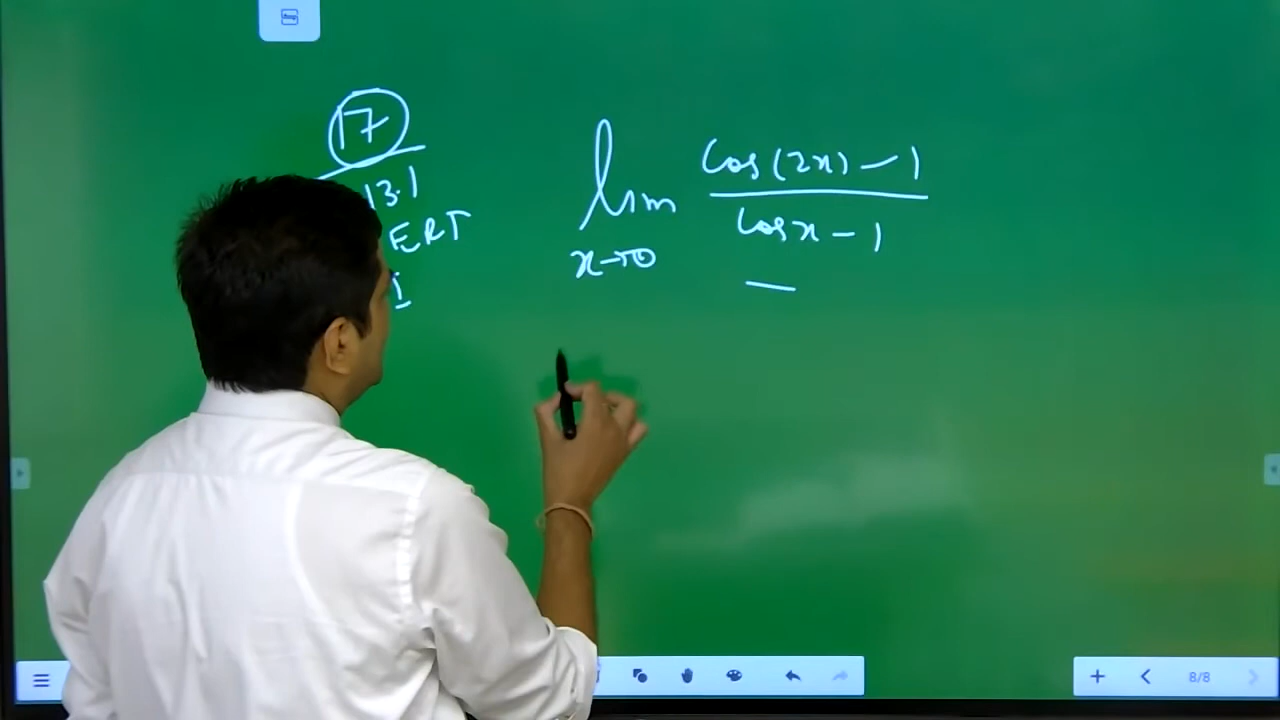 17
13.1
ERT
I
lim cos(2x) - 1
x→0 cosx - 1
8/8